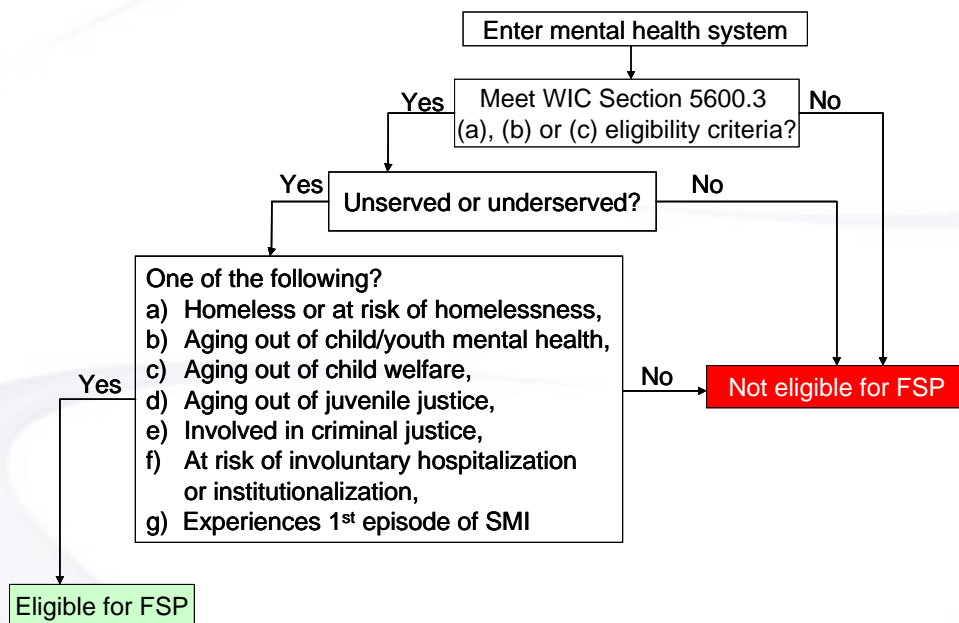 Enter mental health system
Yes
Meet WIC Section 5600.3
(a), (b) or (c) eligibility criteria?
No
Yes
Unserved or underserved?
No
One of the following?
a) Homeless or at risk of homelessness,
b) Aging out of child/youth mental health,
c) Aging out of child welfare,
d) Aging out of juvenile justice,
e) Involved in criminal justice,
f) At risk of involuntary hospitalization
or institutionalization,
g) Experiences 1st episode of SMI
Yes
No
Not eligible for FSP
Eligible for FSP